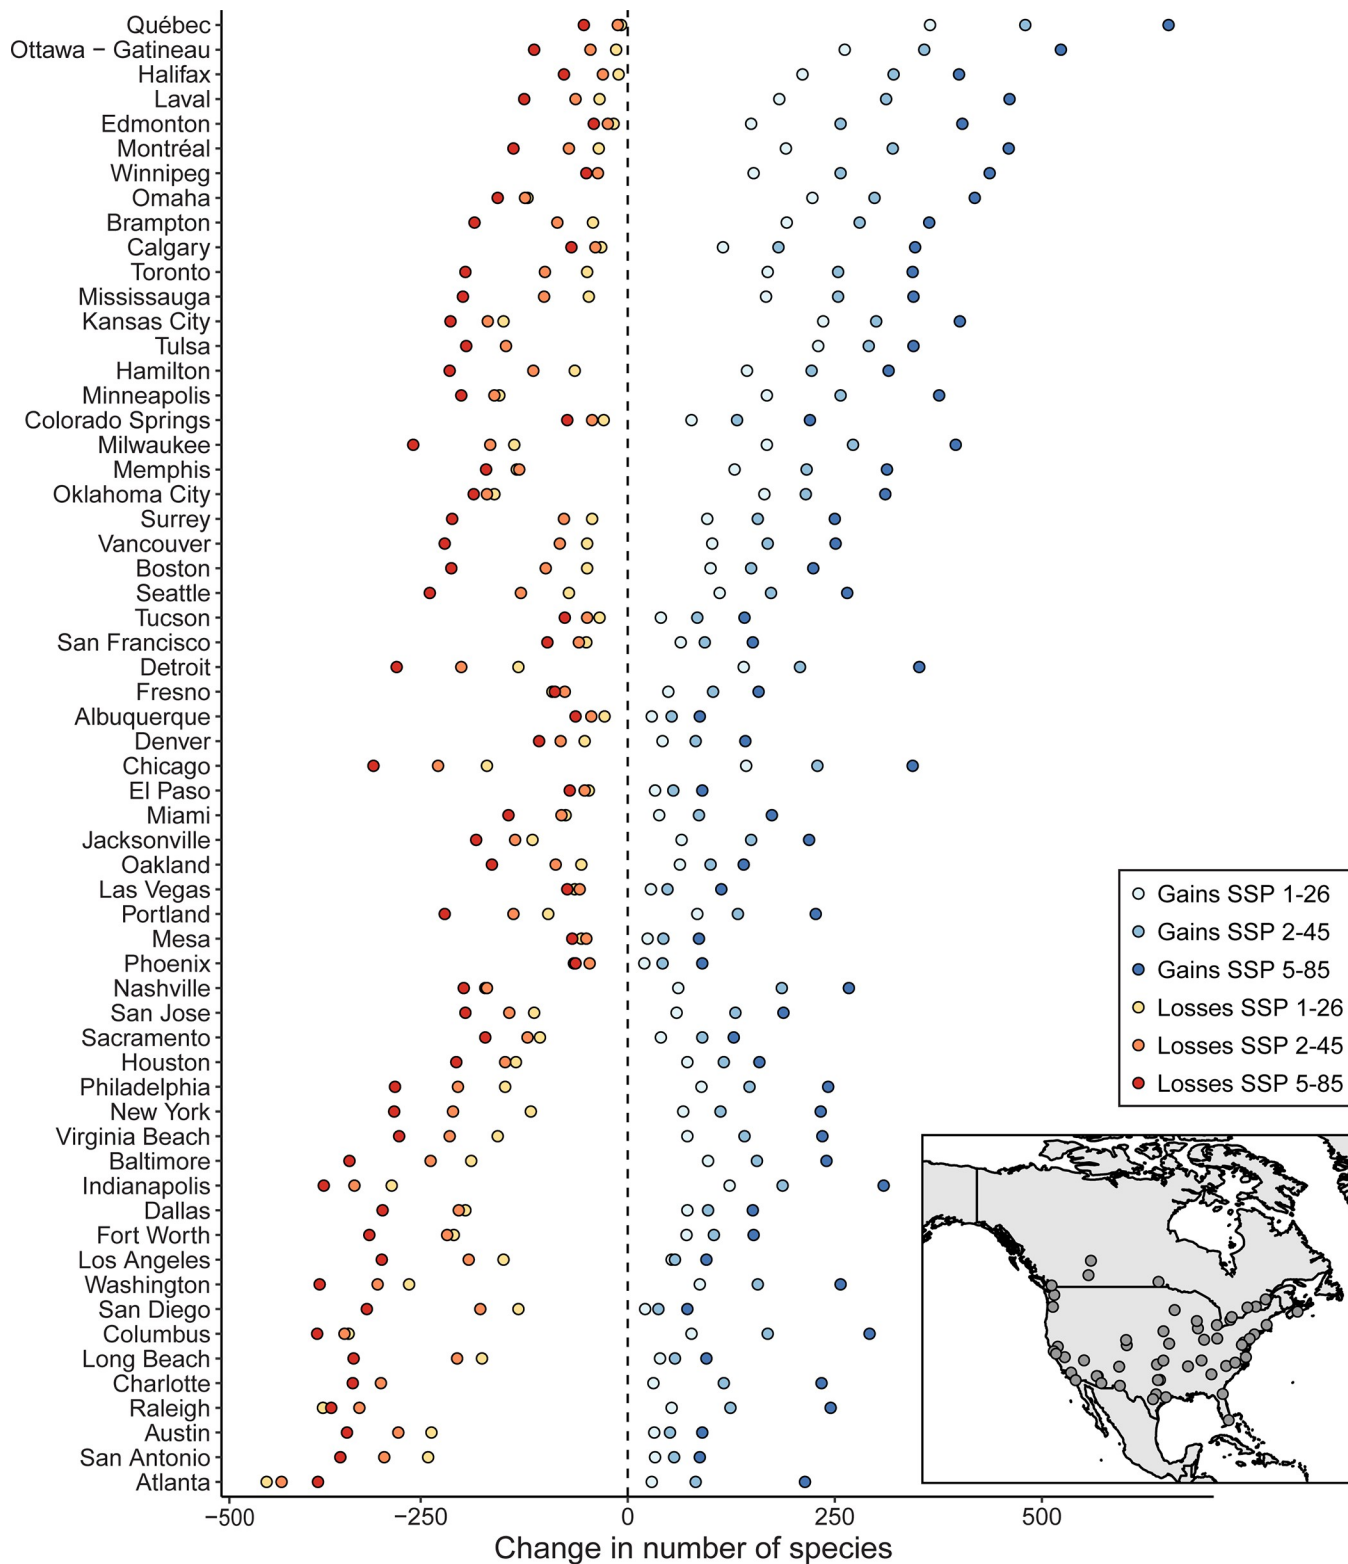 Québec
Ottawa − Gatineau
Halifax
Laval
Edmonton
Montréal
Winnipeg
Omaha
Brampton
Calgary
Toronto
Mississauga
Kansas City
Tulsa
Hamilton
Minneapolis
Colorado Springs
Milwaukee
Memphis
Oklahoma City
Surrey
Vancouver
Boston
Seattle
Tucson
San Francisco
Detroit
Fresno
Albuquerque
Denver
Chicago
El Paso
Miami
Jacksonville
Oakland
Las Vegas
Portland
Mesa
Phoenix
Nashville
San Jose
Sacramento
Houston
Philadelphia
New York
Virginia Beach
Baltimore
Indianapolis
Dallas
Fort Worth
Los Angeles
Washington
San Diego
Columbus
Long Beach
Charlotte
Raleigh
Austin
San Antonio
Atlanta
Gains SSP 1-26
Gains SSP 2-45
Gains SSP 5-85
Losses SSP 1-26
Losses SSP 2-45
Losses SSP 5-85
−500 −250 0 250 500
Change in number of species